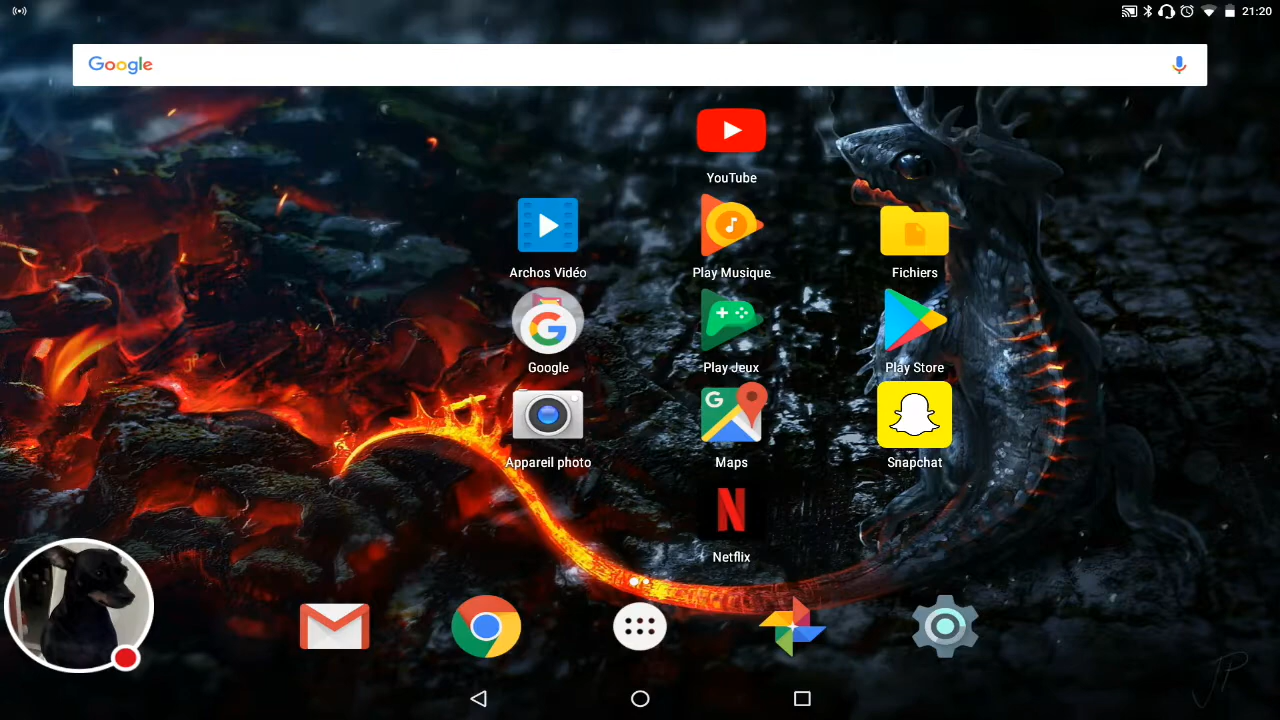 21:20
Google
YouTube
Archos Vidéo
Play Musique
Fichiers
G
Google
Play Jeux
Play Store
G
Appareil photo
Maps
Snapchat
N
Netflix
JP